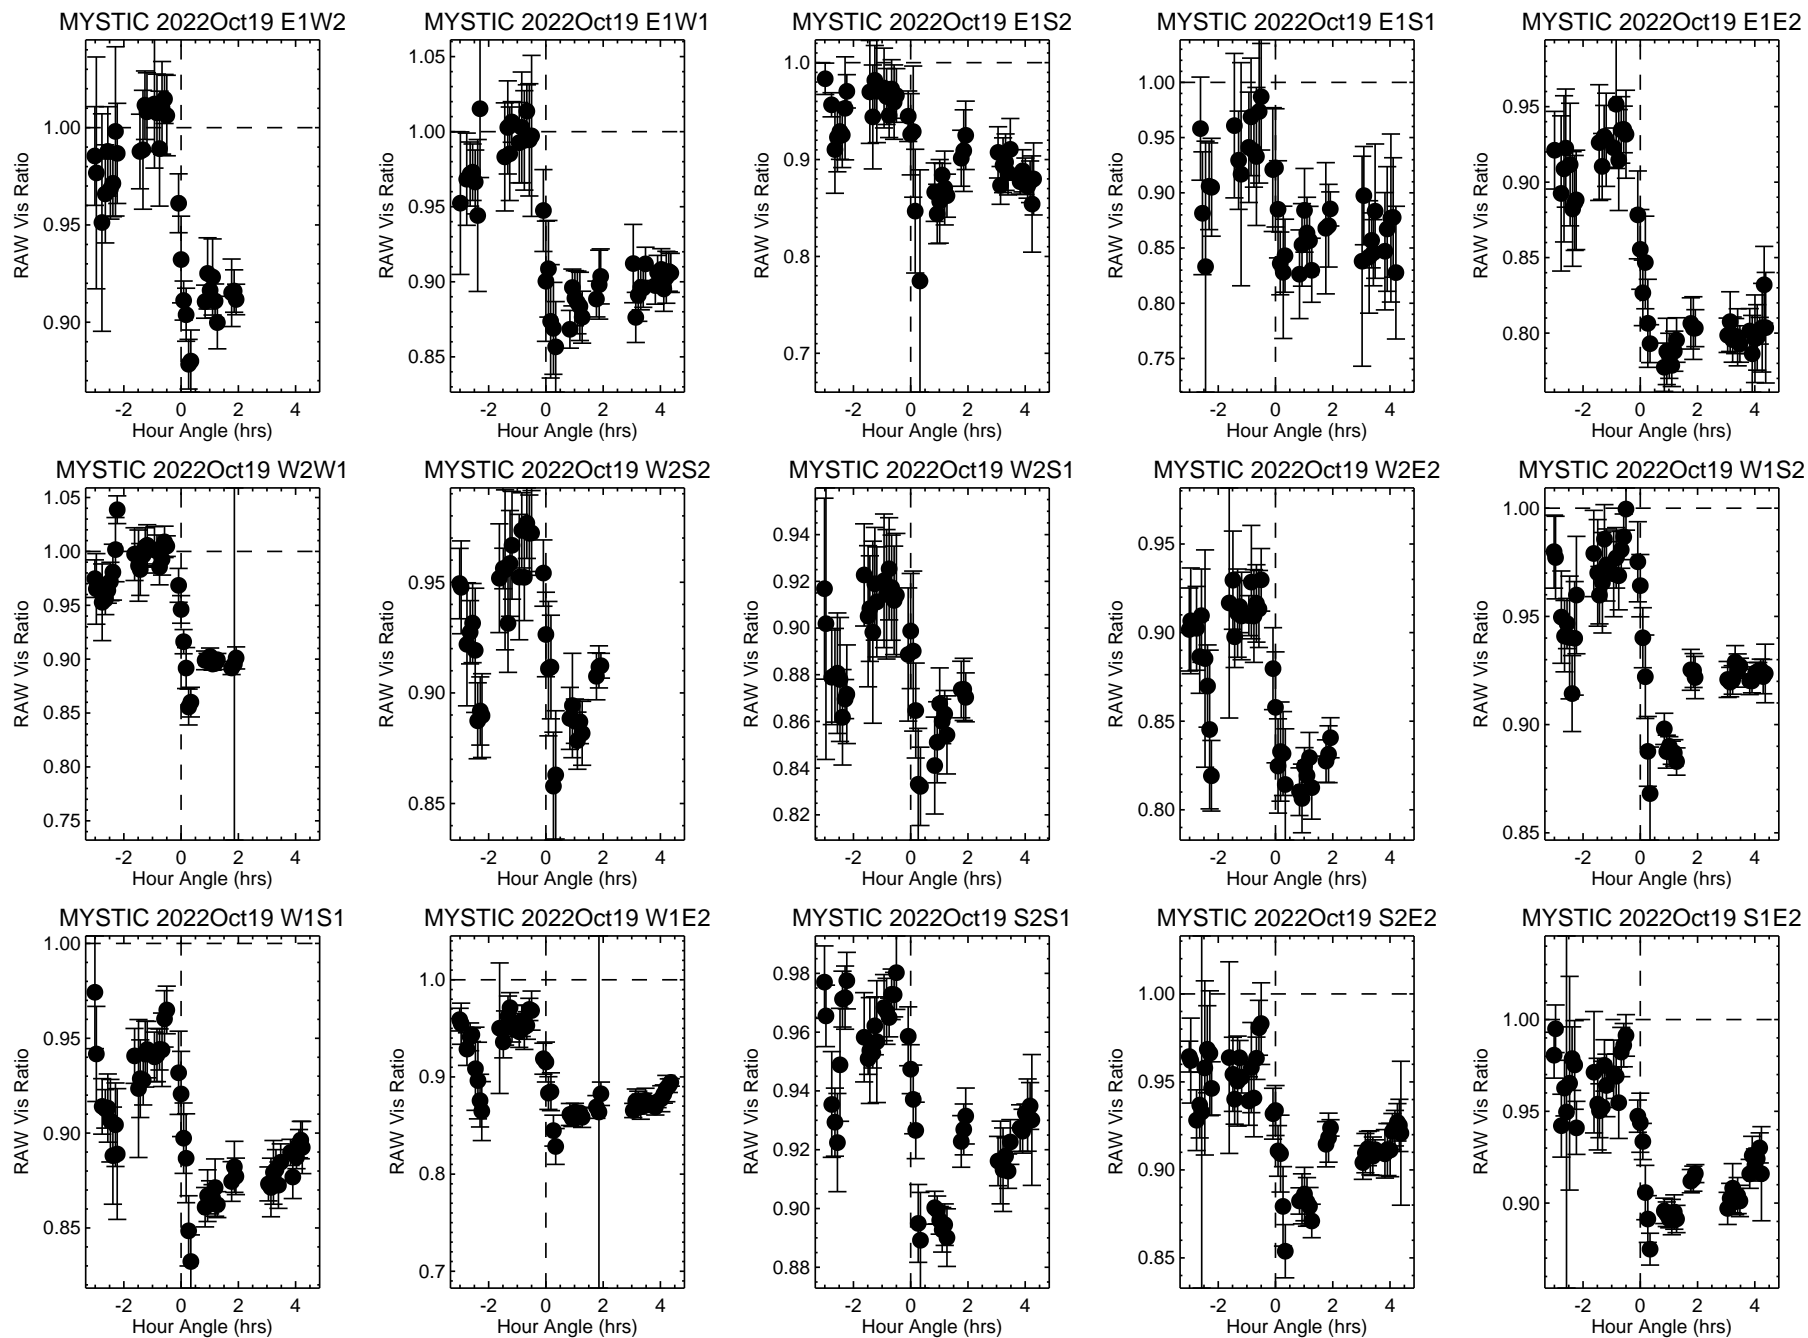 MYSTIC 2022Oct19 E1W2
RAW Vis Ratio
1.00
0.95
0.90
-2 0 2 4
Hour Angle (hrs)
MYSTIC 2022Oct19 E1W1
RAW Vis Ratio
1.05
1.00
0.95
0.90
0.85
-2 0 2 4
Hour Angle (hrs)
MYSTIC 2022Oct19 E1S2
RAW Vis Ratio
1.0
0.9
0.8
0.7
-2 0 2 4
Hour Angle (hrs)
MYSTIC 2022Oct19 E1S1
RAW Vis Ratio
1.00
0.95
0.90
0.85
0.80
0.75
-2 0 2 4
Hour Angle (hrs)
MYSTIC 2022Oct19 E1E2
RAW Vis Ratio
0.95
0.90
0.85
0.80
-2 0 2 4
Hour Angle (hrs)
MYSTIC 2022Oct19 W2W1
RAW Vis Ratio
1.05
1.00
0.95
0.90
0.85
0.80
0.75
-2 0 2 4
Hour Angle (hrs)
MYSTIC 2022Oct19 W2S2
RAW Vis Ratio
0.95
0.90
0.85
-2 0 2 4
Hour Angle (hrs)
MYSTIC 2022Oct19 W2S1
RAW Vis Ratio
0.94
0.92
0.90
0.88
0.86
0.84
0.82
-2 0 2 4
Hour Angle (hrs)
MYSTIC 2022Oct19 W2E2
RAW Vis Ratio
0.95
0.90
0.85
0.80
-2 0 2 4
Hour Angle (hrs)
MYSTIC 2022Oct19 W1S2
RAW Vis Ratio
1.00
0.95
0.90
0.85
-2 0 2 4
Hour Angle (hrs)
MYSTIC 2022Oct19 W1S1
RAW Vis Ratio
1.00
0.95
0.90
0.85
-2 0 2 4
Hour Angle (hrs)
MYSTIC 2022Oct19 W1E2
RAW Vis Ratio
1.0
0.9
0.8
0.7
-2 0 2 4
Hour Angle (hrs)
MYSTIC 2022Oct19 S2S1
RAW Vis Ratio
0.98
0.96
0.94
0.92
0.90
0.88
-2 0 2 4
Hour Angle (hrs)
MYSTIC 2022Oct19 S2E2
RAW Vis Ratio
1.00
0.95
0.90
0.85
-2 0 2 4
Hour Angle (hrs)
MYSTIC 2022Oct19 S1E2
RAW Vis Ratio
1.00
0.95
0.90
-2 0 2 4
Hour Angle (hrs)